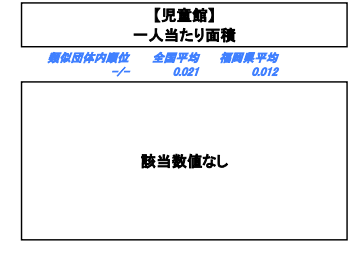 【児童館】
一人当たり面積
類似団体内順位 全国平均 福岡県平均
-/- 0.021 0.012
該当数値なし